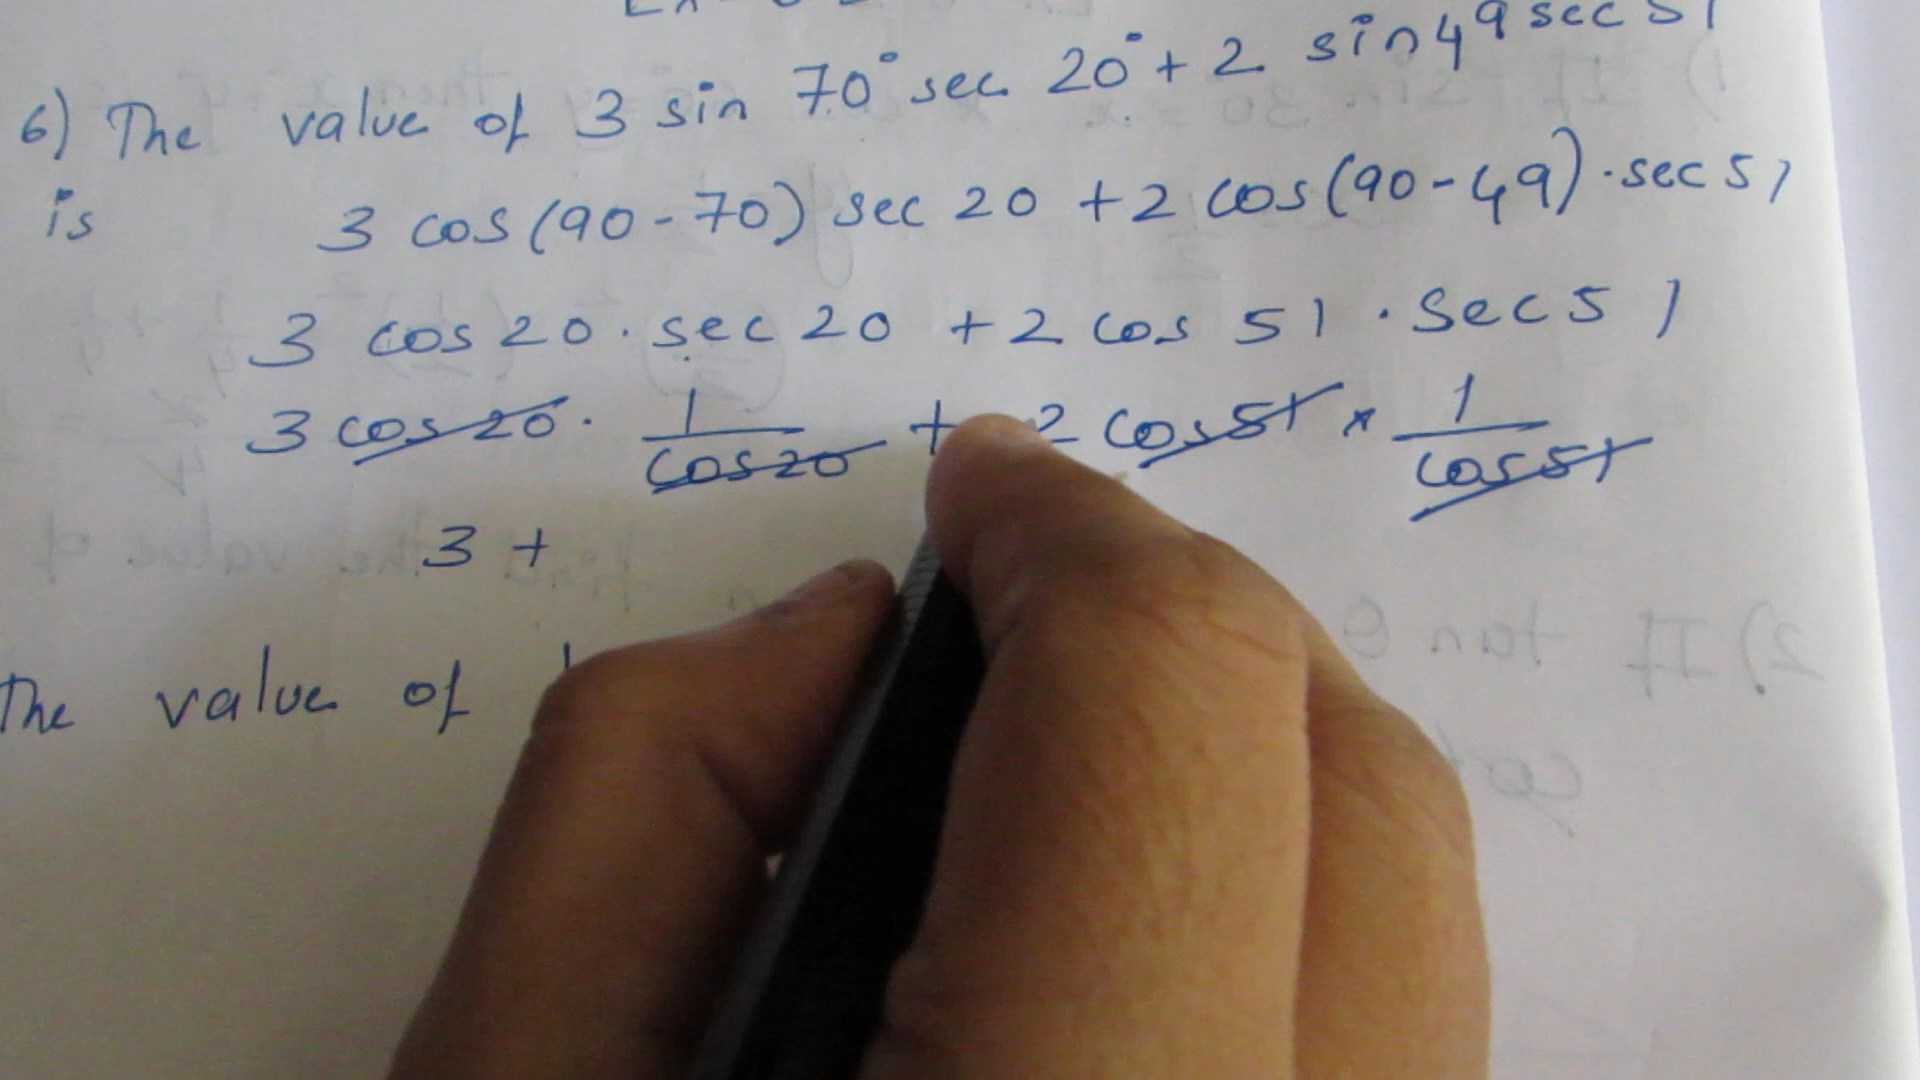 6) The value of 3 sin 70° sec 20° + 2 sin 49 sec 51
is 3 cos(90-70) sec 20 + 2 cos(90-49)·sec 51
3 cos 20 · sec 20 + 2 cos 51 · sec 51
3 cos 20 · 1/cos 20 + 2 cos 51 × 1/cos 51
3 +
The value of